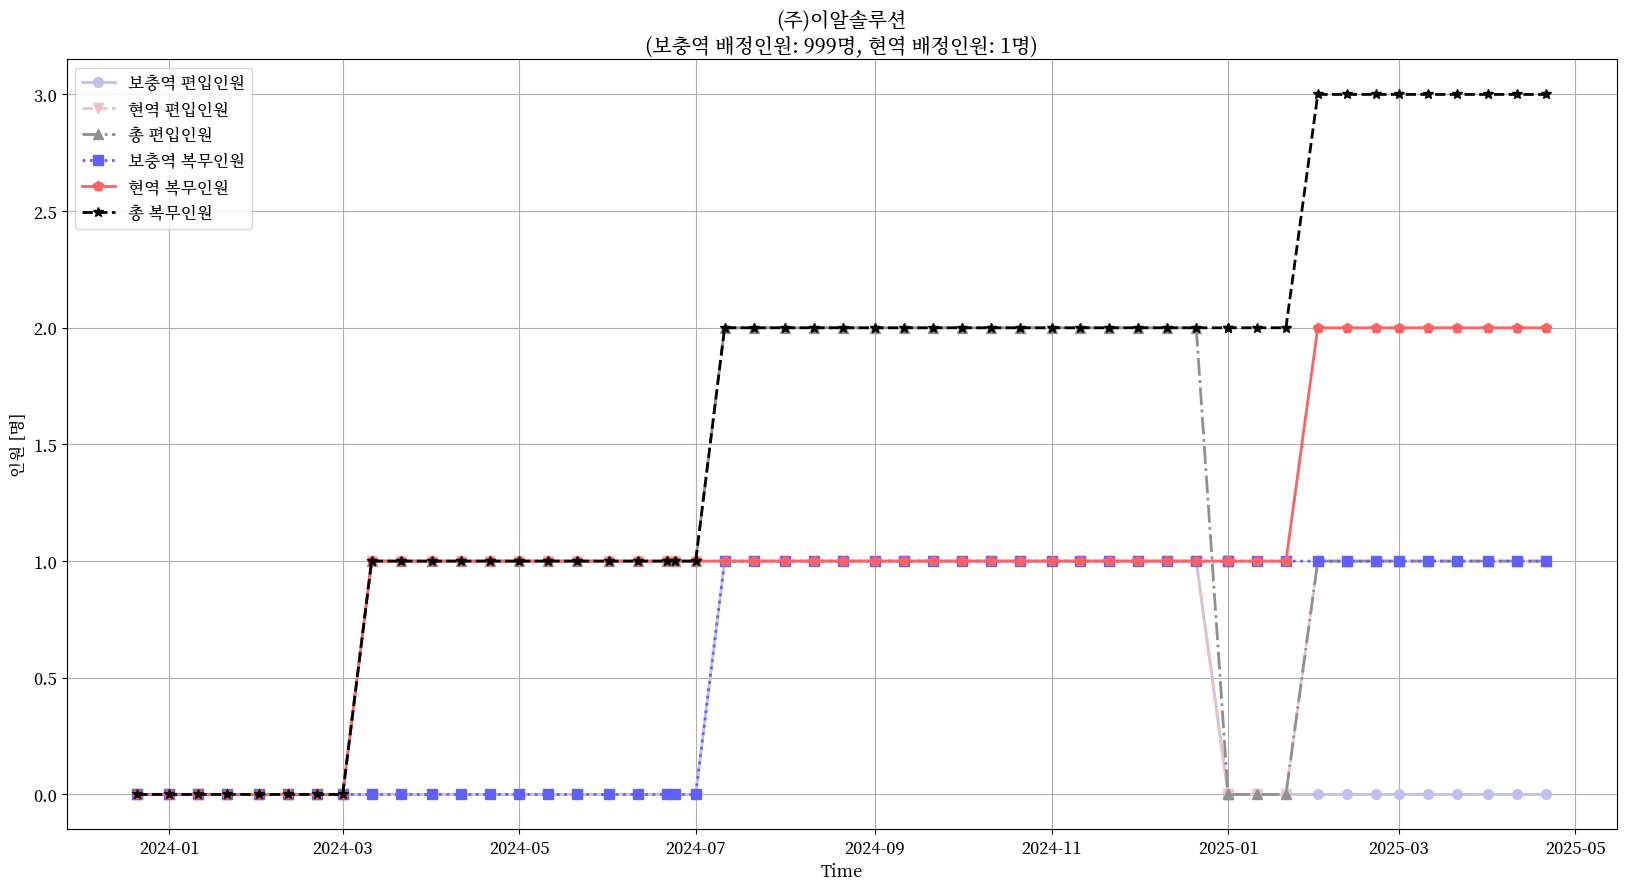 (주)이알솔루션
(보충역 배정인원: 999명, 현역 배정인원: 1명)
보충역 편입인원
현역 편입인원
총 편입인원
보충역 복무인원
현역 복무인원
총 복무인원
3.0
2.5
2.0
1.5
1.0
0.5
0.0
인원 [명]
2024-01
2024-03
2024-05
2024-07
2024-09
2024-11
2025-01
2025-03
2025-05
Time